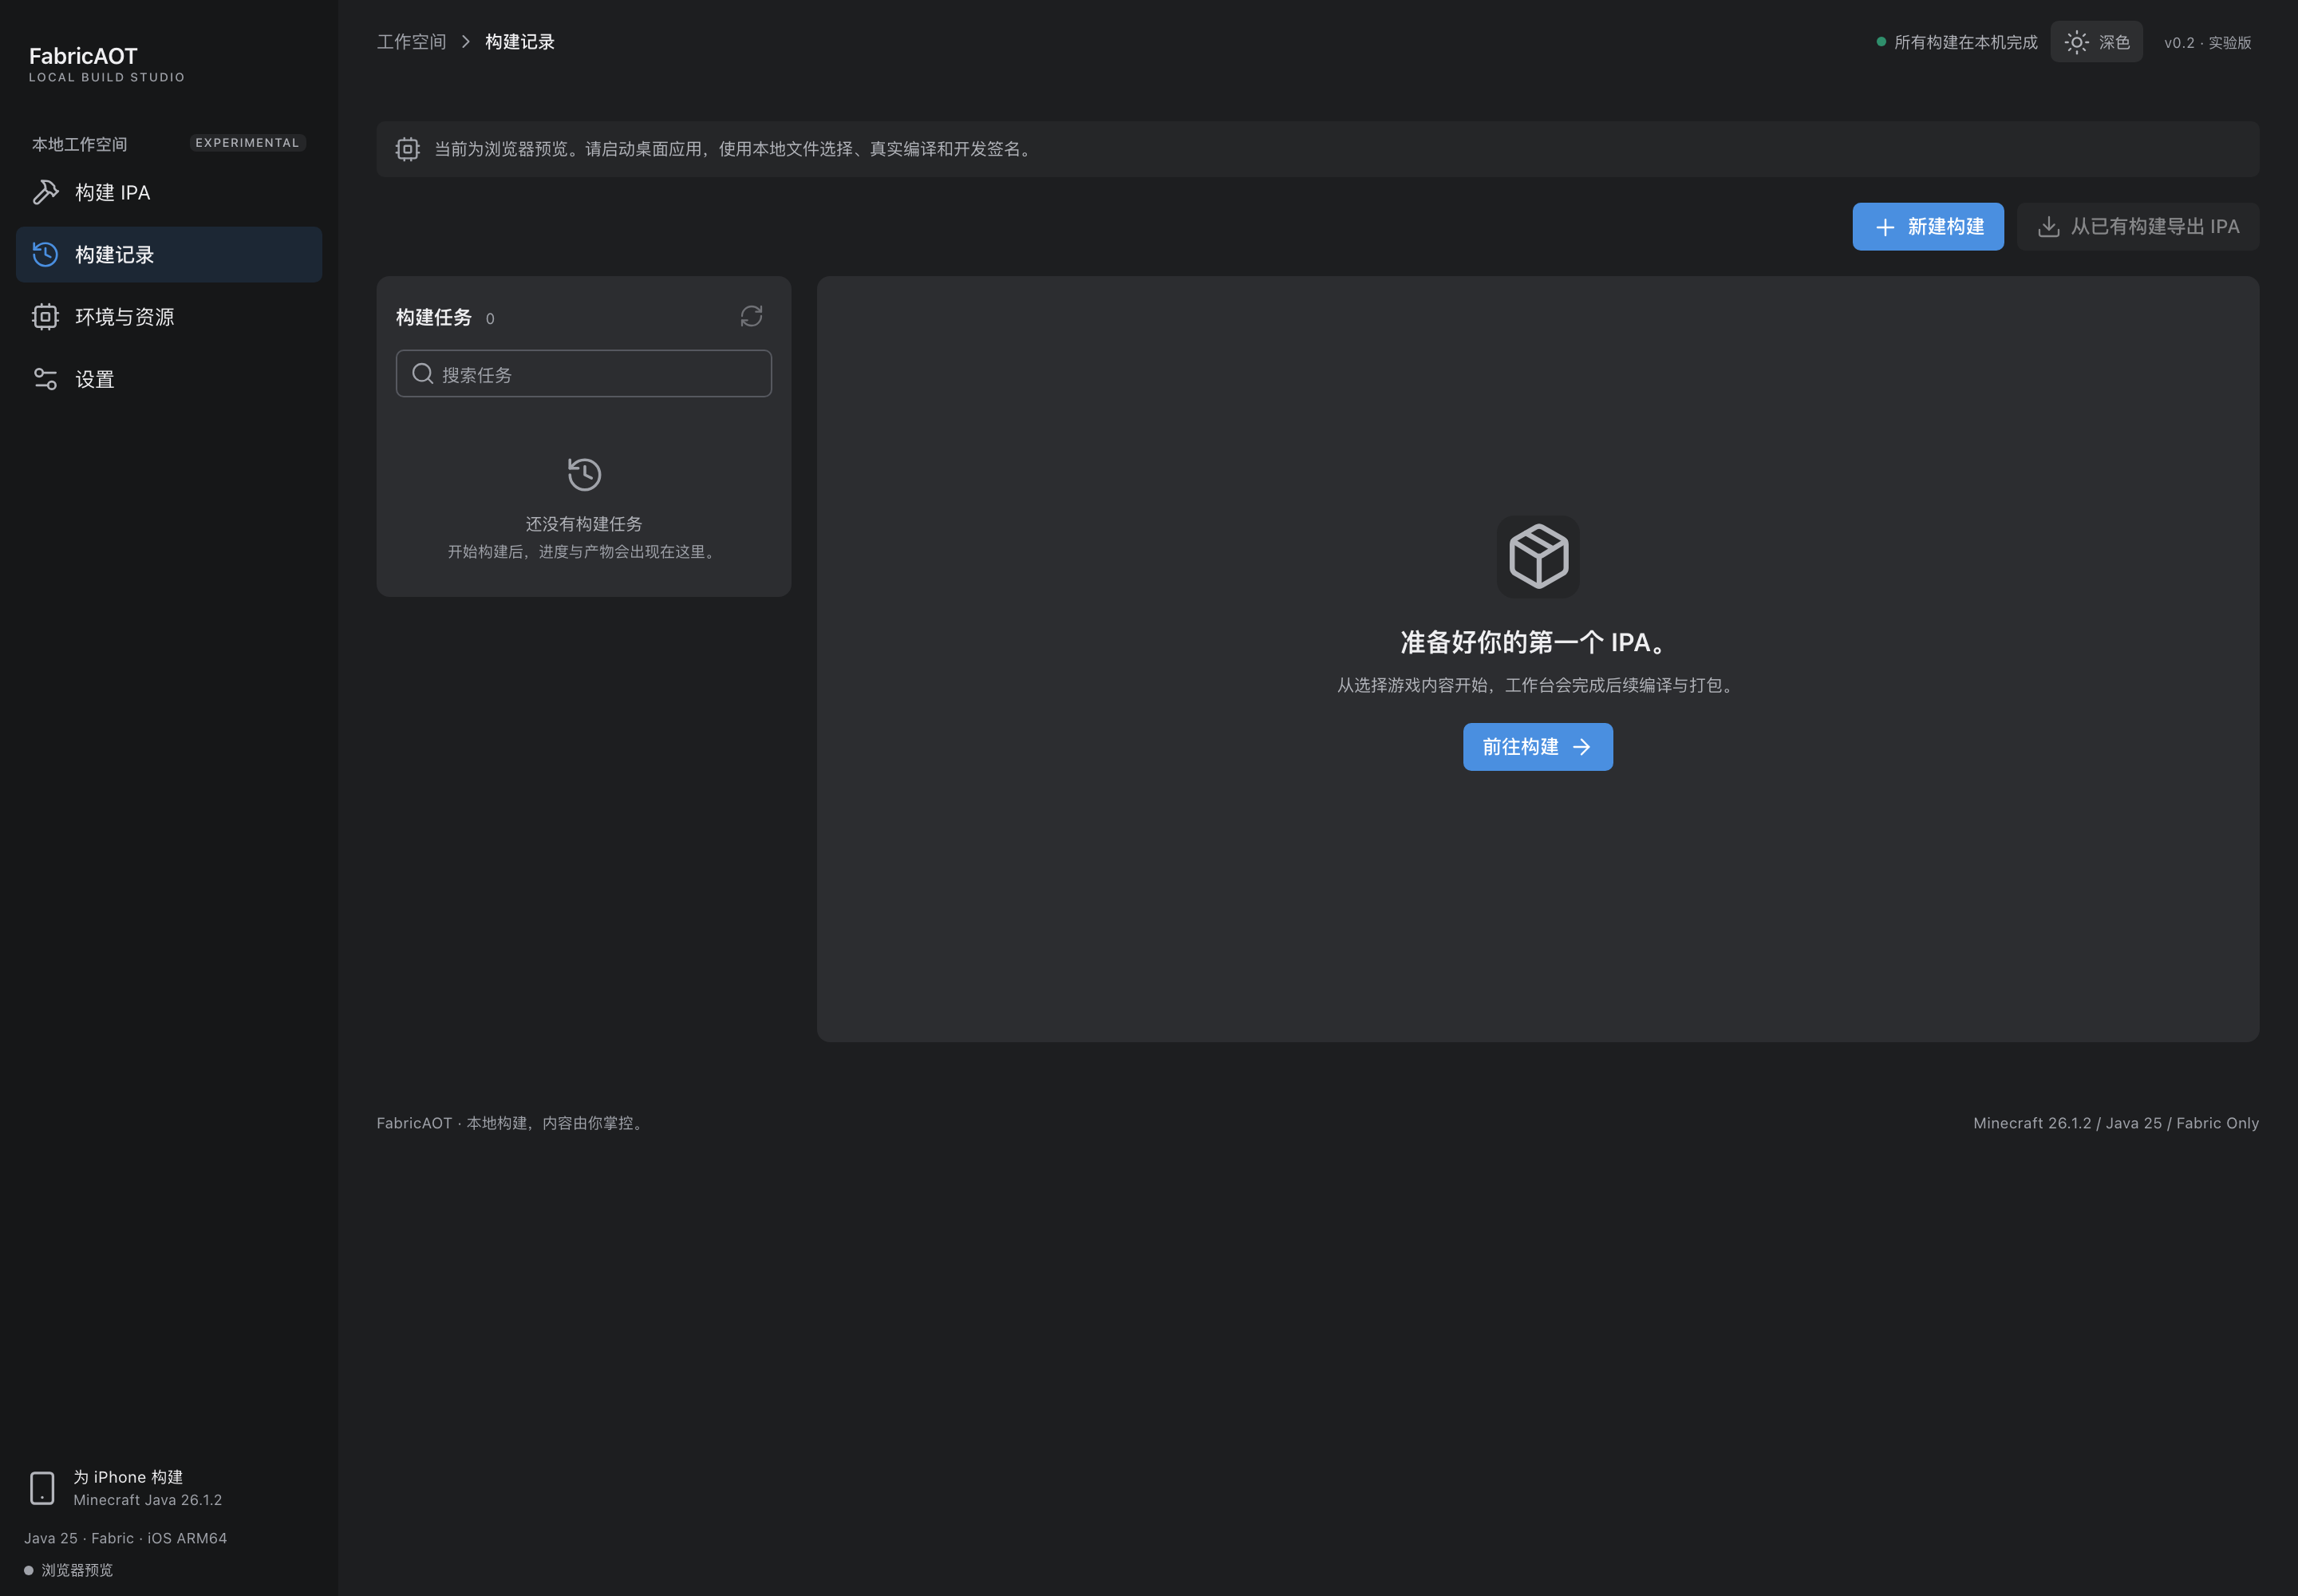 FabricAOT
LOCAL BUILD STUDIO
本地工作空间 EXPERIMENTAL
构建 IPA
构建记录
环境与资源
设置
为 iPhone 构建
Minecraft Java 26.1.2
Java 25 · Fabric · iOS ARM64
浏览器预览
工作空间 > 构建记录
所有构建在本机完成
深色
v0.2 · 实验版
当前为浏览器预览。请启动桌面应用，使用本地文件选择、真实编译和开发签名。
新建构建
从已有构建导出 IPA
构建任务 0
搜索任务
还没有构建任务
开始构建后，进度与产物会出现在这里。
准备好你的第一个 IPA。
从选择游戏内容开始，工作台会完成后续编译与打包。
前往构建
FabricAOT · 本地构建，内容由你掌控。
Minecraft 26.1.2 / Java 25 / Fabric Only